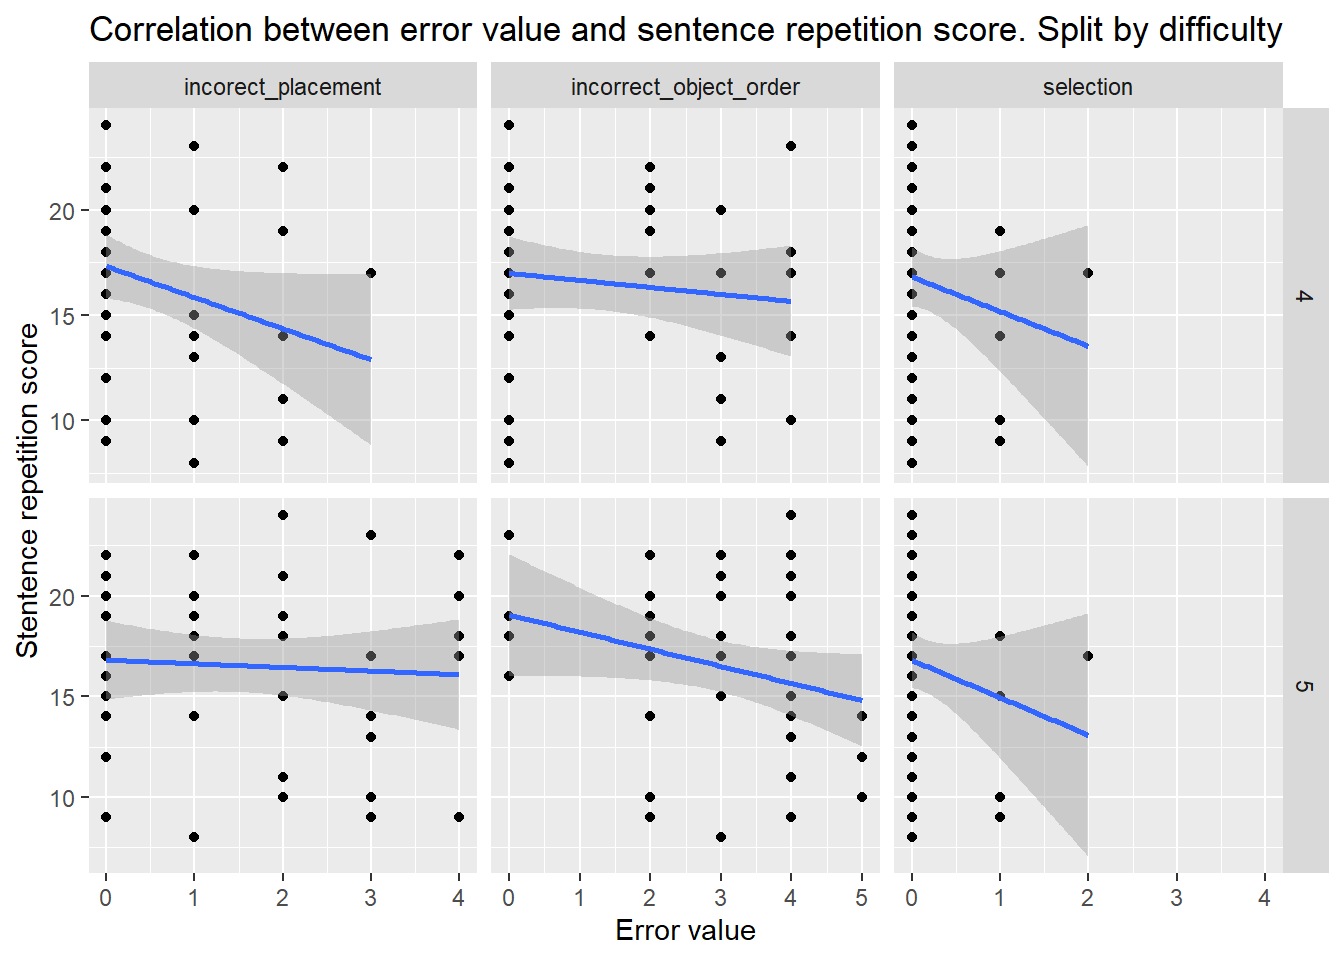 Correlation between error value and sentence repetition score. Split by difficulty
incorect_placement incorrect_object_order selection
20
15
10
4
20
15
10
5
Stentence repetition score
0 1 2 3 4 0 1 2 3 4 5 0 1 2 3 4
Error value